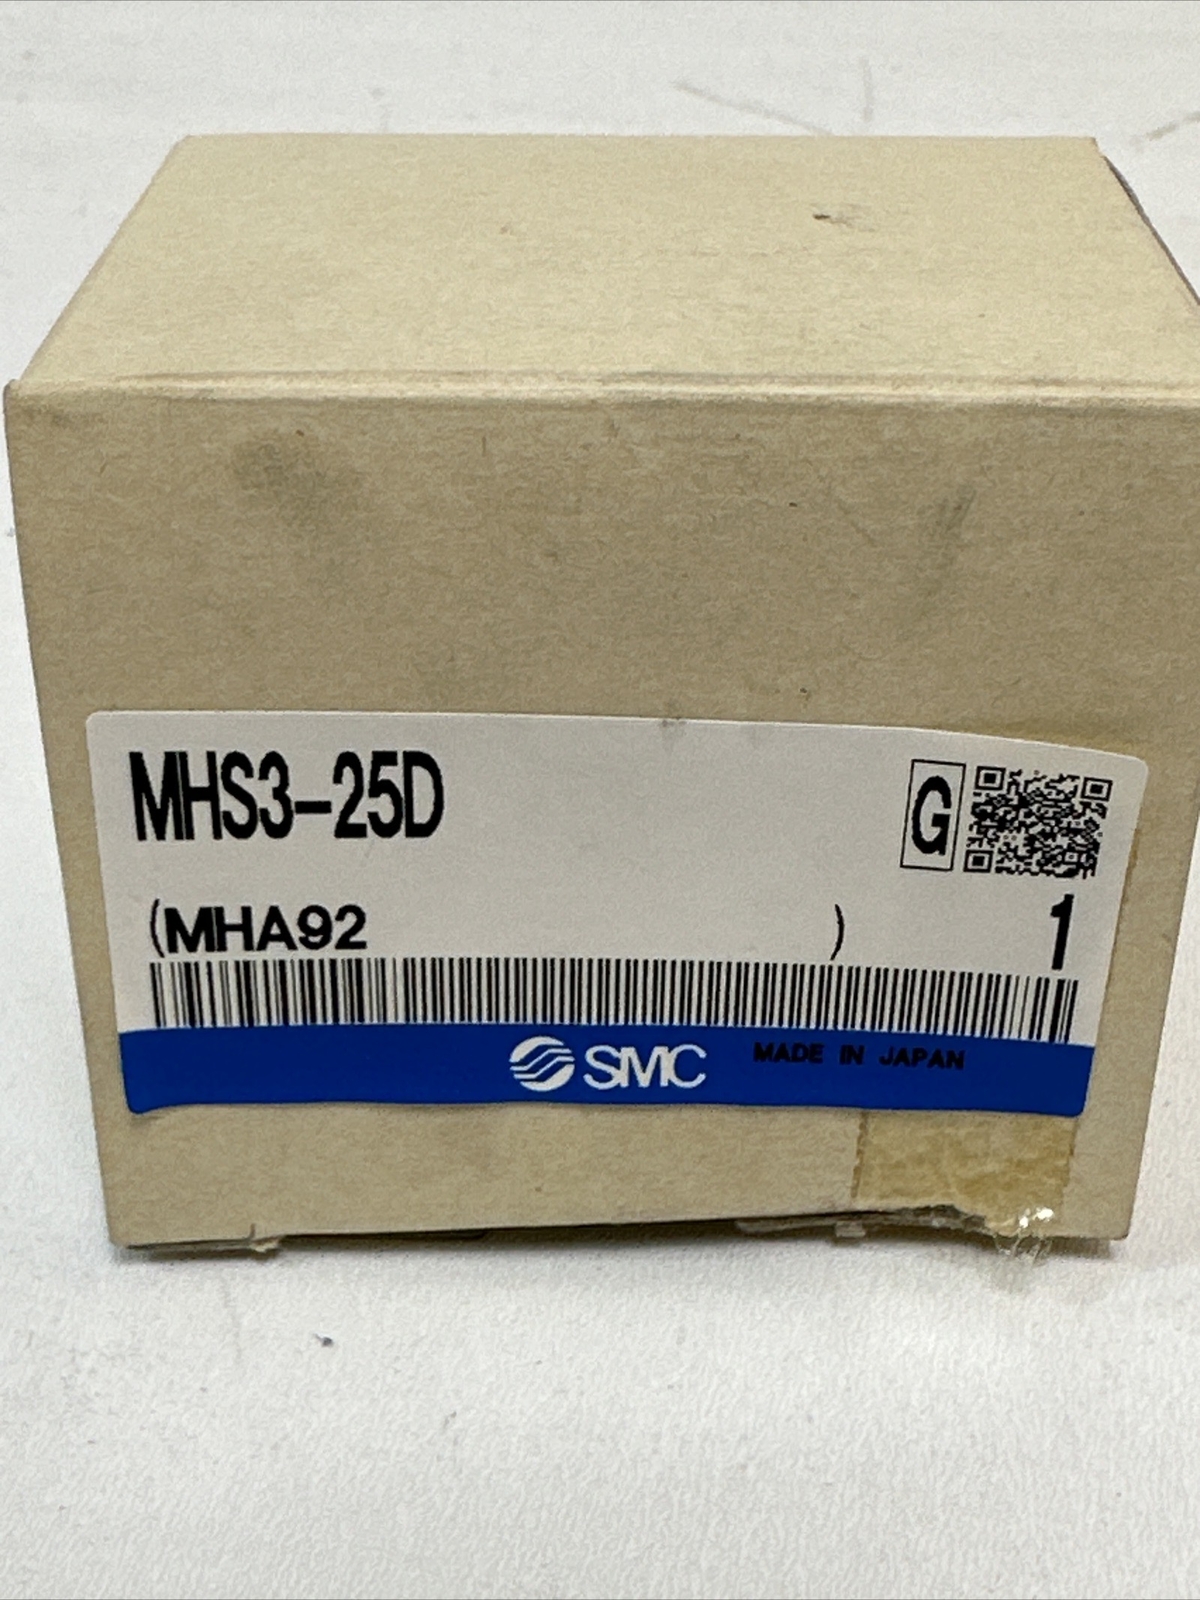 MHS3-25D
G
(MHA92 )
1
SMC MADE IN JAPAN